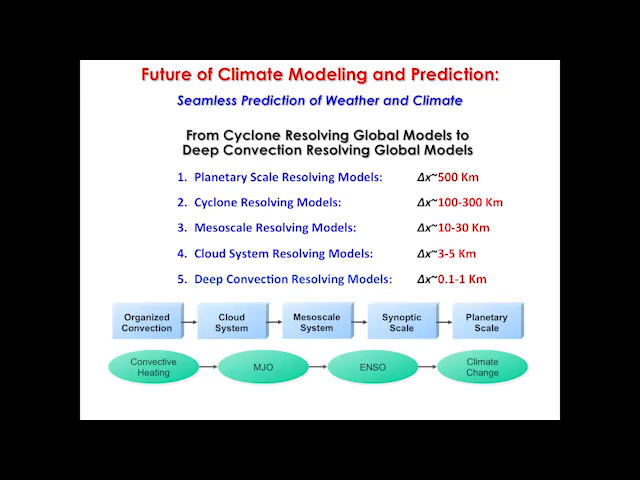 Future of Climate Modeling and Prediction:
Seamless Prediction of Weather and Climate
From Cyclone Resolving Global Models to
Deep Convection Resolving Global Models
1. Planetary Scale Resolving Models: Δx~500 Km
2. Cyclone Resolving Models: Δx~100-300 Km
3. Mesoscale Resolving Models: Δx~10-30 Km
4. Cloud System Resolving Models: Δx~3-5 Km
5. Deep Convection Resolving Models: Δx~0.1-1 Km
Organized
Convection
Cloud
System
Mesoscale
System
Synoptic
Scale
Planetary
Scale
Convective
Heating
MJO
ENSO
Climate
Change